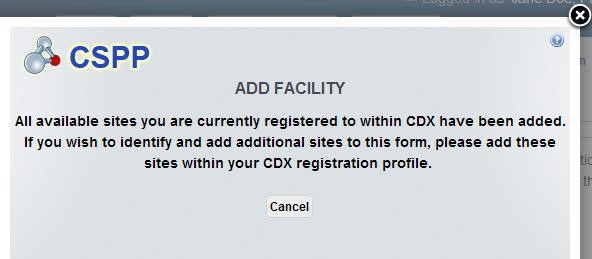 Logged in as: Jane Doe,
CSPP
ADD FACILITY
All available sites you are currently registered to within CDX have been added.
If you wish to identify and add additional sites to this form, please add these
sites within your CDX registration profile.
Cancel